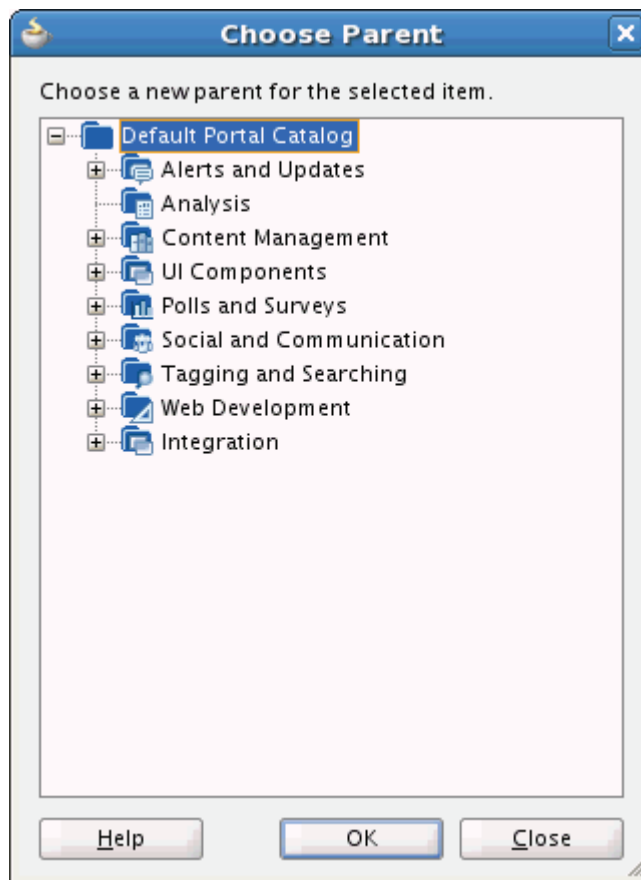 Choose Parent
Choose a new parent for the selected item.
Default Portal Catalog
Alerts and Updates
Analysis
Content Management
UI Components
Polls and Surveys
Social and Communication
Tagging and Searching
Web Development
Integration
Help OK Close